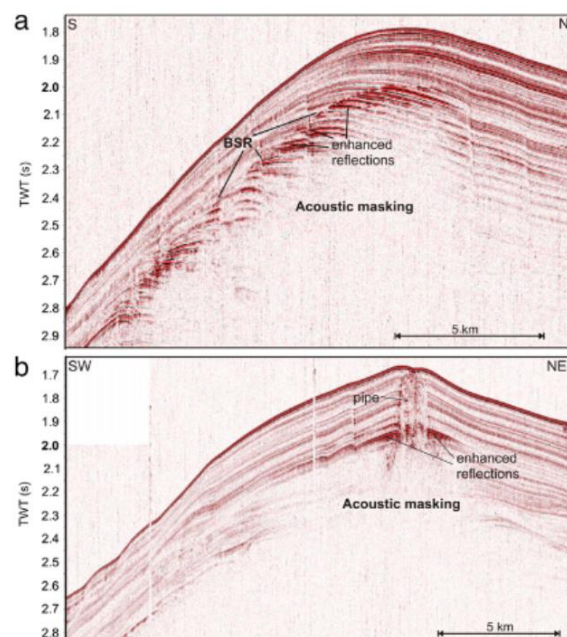 a
S
N
1.8
1.9
2.0
2.1
2.2
2.3
2.4
2.5
2.6
2.7
2.8
2.9
TWT (s)
BSR
enhanced
reflections
Acoustic masking
5 km
b
SW
NE
1.7
1.8
1.9
2.0
2.1
2.2
2.3
2.4
2.5
2.6
2.7
2.8
TWT (s)
pipe
enhanced
reflections
Acoustic masking
5 km